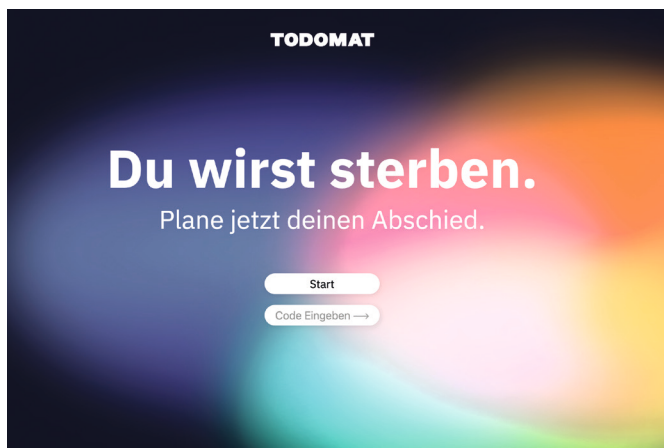 TODOMAT
Du wirst sterben.
Plane jetzt deinen Abschied.
Start
Code Eingeben ⟶